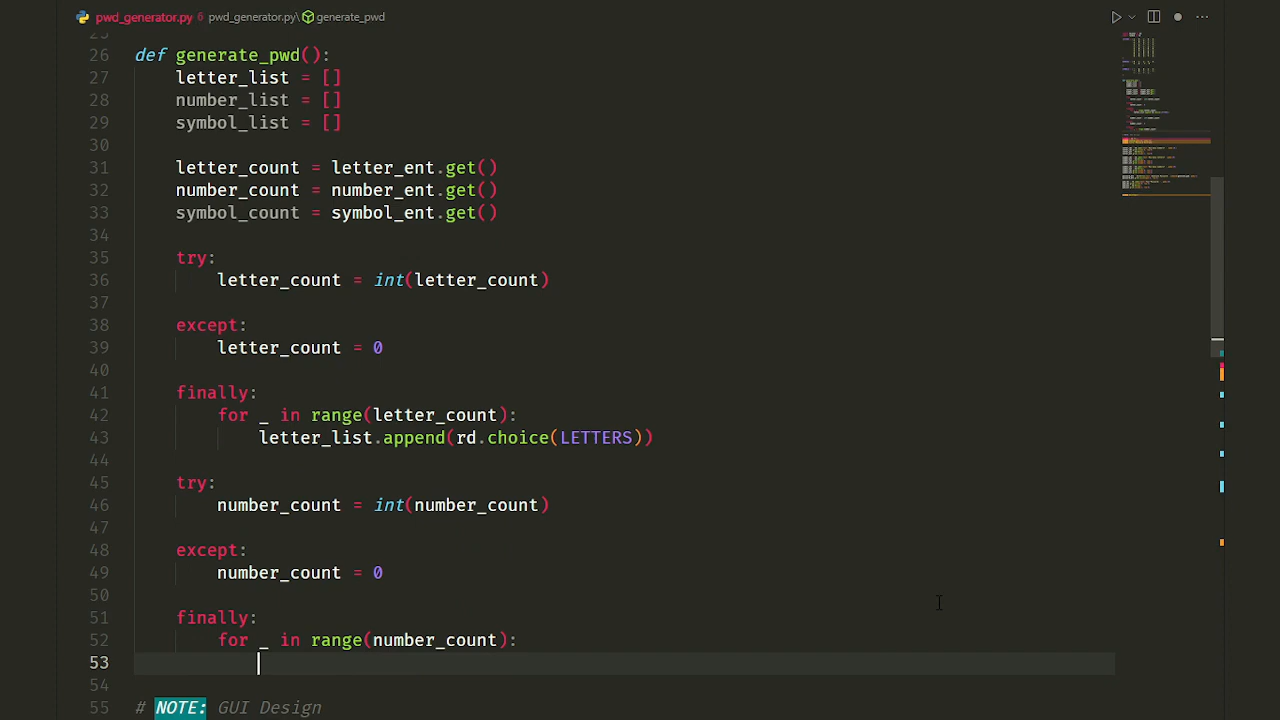 pwd_generator.py 6 pwd_generator.py\ generate_pwd
25
26 def generate_pwd():
27 letter_list = []
28 number_list = []
29 symbol_list = []
30
31 letter_count = letter_ent.get()
32 number_count = number_ent.get()
33 symbol_count = symbol_ent.get()
34
35 try:
36 letter_count = int(letter_count)
37
38 except:
39 letter_count = 0
40
41 finally:
42 for _ in range(letter_count):
43 letter_list.append(rd.choice(LETTERS))
44
45 try:
46 number_count = int(number_count)
47
48 except:
49 number_count = 0
50
51 finally:
52 for _ in range(number_count):
53
54
55 # NOTE: GUI Design